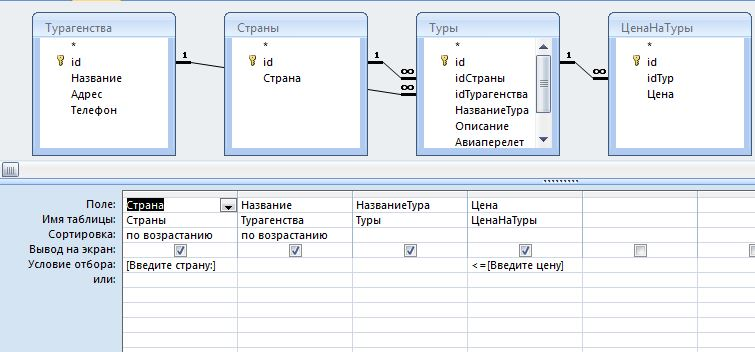 Турагенства Страны Туры ЦенаНаТуры
* * * *
id 1 id 1 id 1 id
Название Страна ∞ idСтраны ∞ idТур
Адрес ∞ idТурагенства Цена
Телефон НазваниеТура
Описание
Авиаперелет
Поле: Страна Название НазваниеТура Цена
Имя таблицы: Страны Турагенства Туры ЦенаНаТуры
Сортировка: по возрастанию по возрастанию
Вывод на экран:
Условие отбора: [Введите страну:] <=[Введите цену]
или: